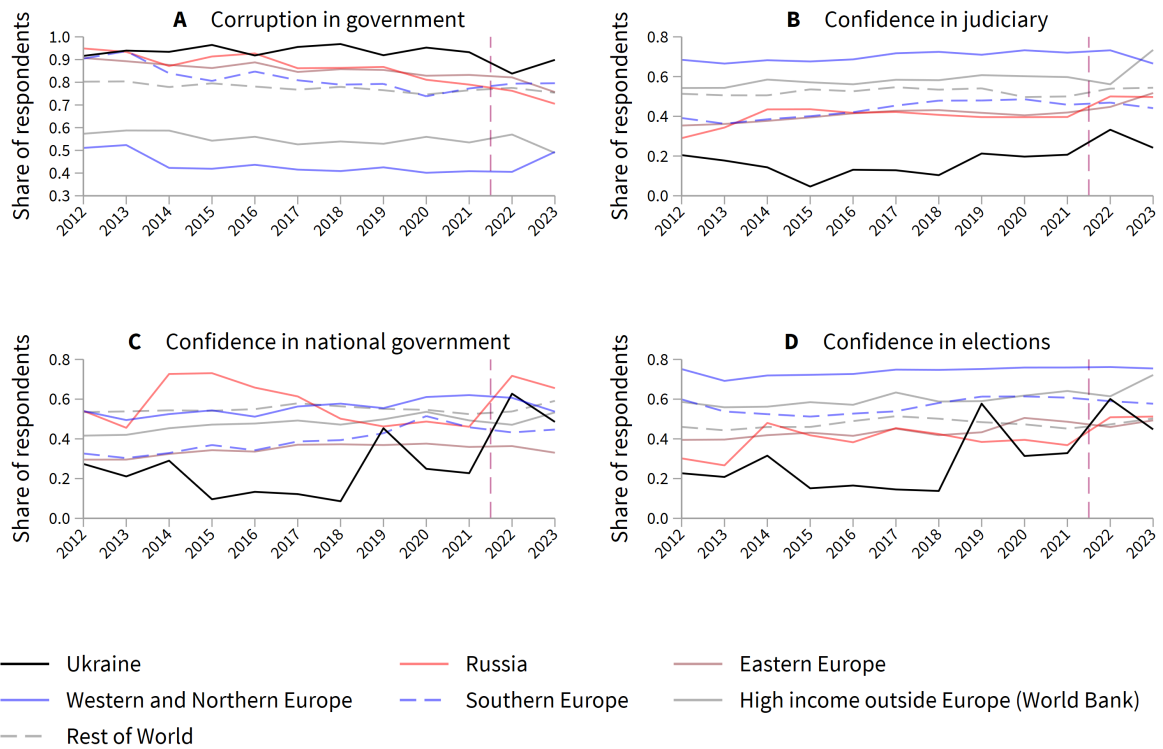 A Corruption in government
Share of respondents
1.0
0.9
0.8
0.7
0.6
0.5
0.4
0.3
2012 2013 2014 2015 2016 2017 2018 2019 2020 2021 2022 2023
B Confidence in judiciary
Share of respondents
0.8
0.6
0.4
0.2
0.0
2012 2013 2014 2015 2016 2017 2018 2019 2020 2021 2022 2023
C Confidence in national government
Share of respondents
0.8
0.6
0.4
0.2
0.0
2012 2013 2014 2015 2016 2017 2018 2019 2020 2021 2022 2023
D Confidence in elections
Share of respondents
0.8
0.6
0.4
0.2
0.0
2012 2013 2014 2015 2016 2017 2018 2019 2020 2021 2022 2023
Ukraine Russia Eastern Europe
Western and Northern Europe Southern Europe High income outside Europe (World Bank)
Rest of World